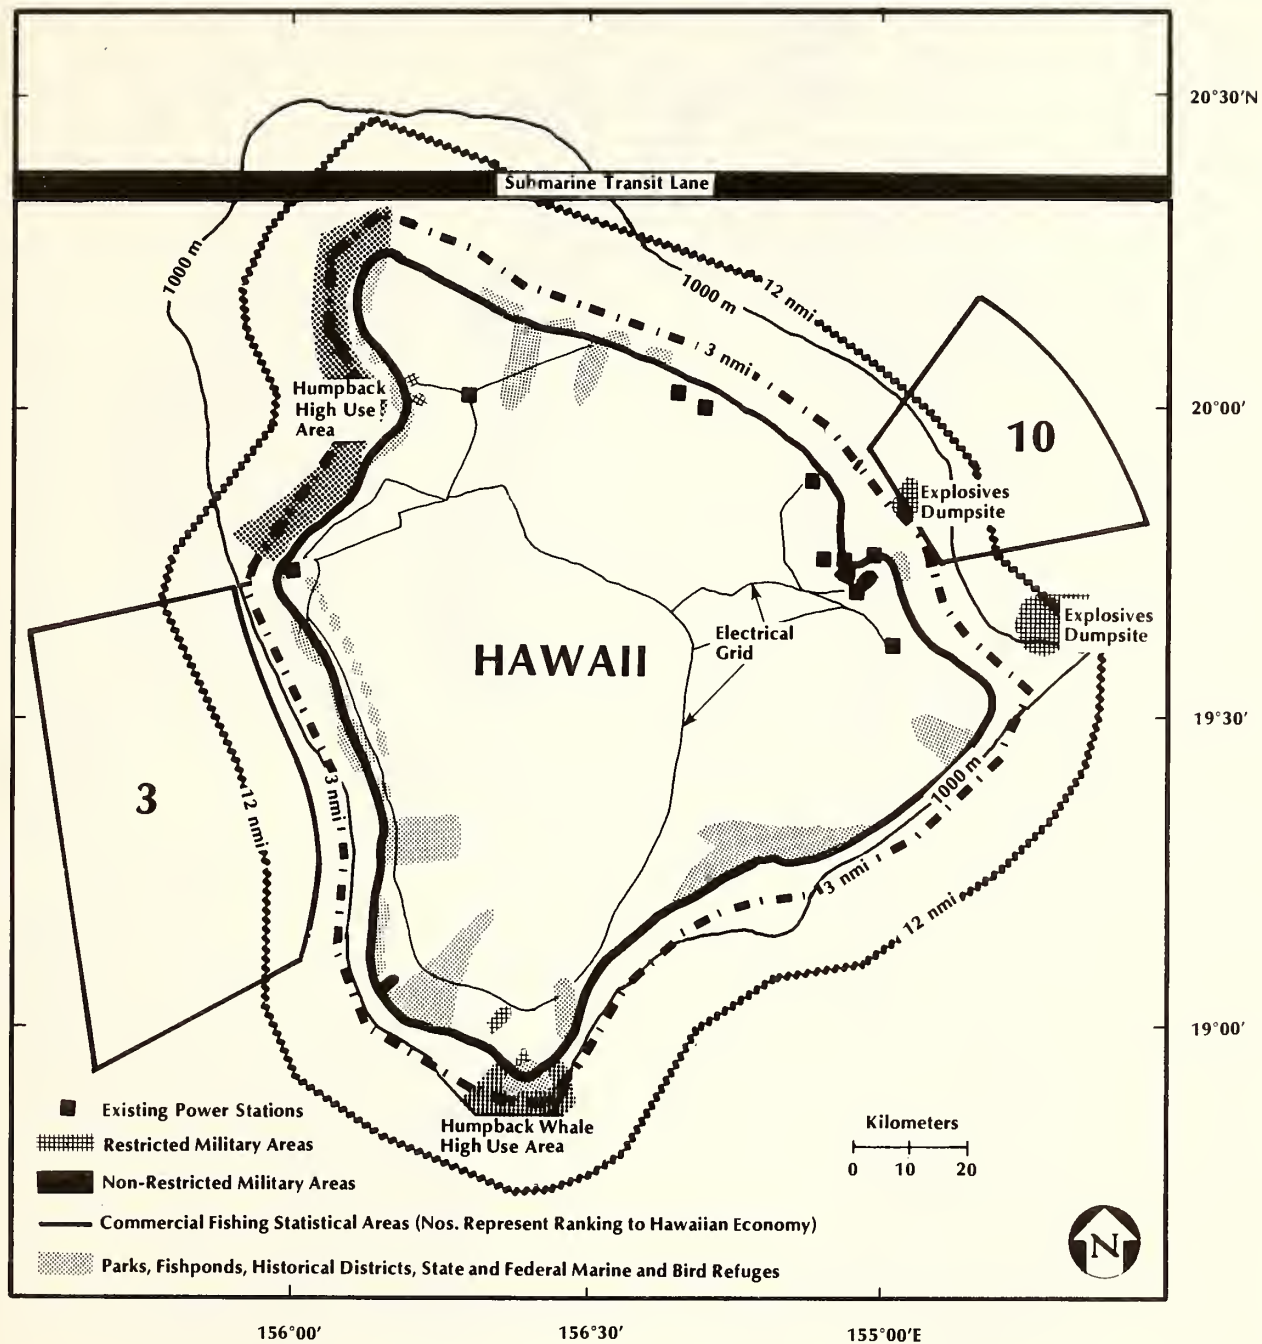 20°30'N
Submarine Transit Lane
1000 m
12 nmi
1000 m
3 nmi
Humpback
High Use
Area
20°00'
10
Explosives
Dumpsite
Explosives
Dumpsite
Electrical
Grid
HAWAII
19°30'
3
3 nmi
12 nmi
1000 m
3 nmi
12 nmi
19°00'
Existing Power Stations
Humpback Whale
High Use Area
Kilometers
0 10 20
Restricted Military Areas
Non-Restricted Military Areas
Commercial Fishing Statistical Areas (Nos. Represent Ranking to Hawaiian Economy)
Parks, Fishponds, Historical Districts, State and Federal Marine and Bird Refuges
N
156°00' 156°30' 155°00'E